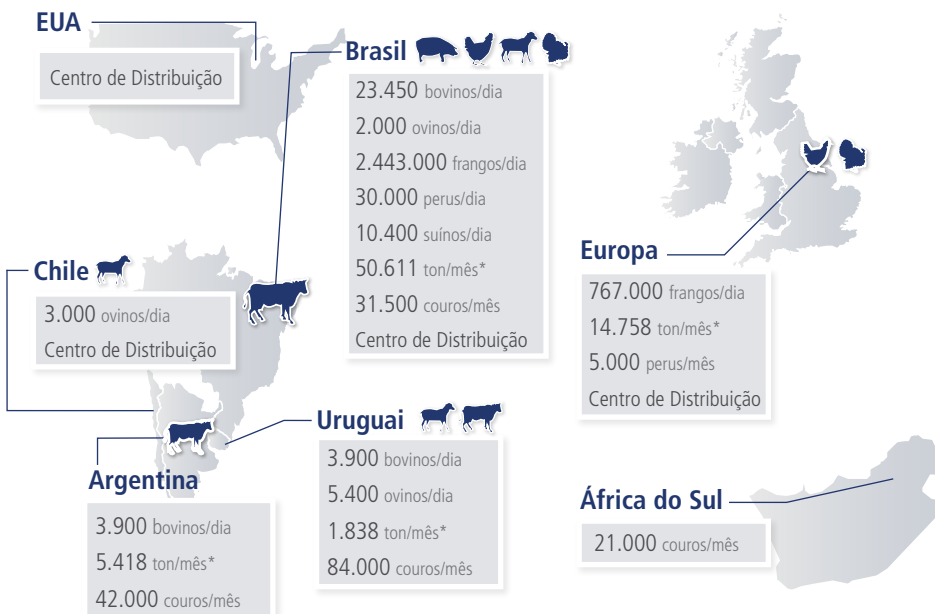 EUA
Centro de Distribuição
Brasil
23.450 bovinos/dia
2.000 ovinos/dia
2.443.000 frangos/dia
30.000 perus/dia
10.400 suínos/dia
50.611 ton/mês*
31.500 couros/mês
Centro de Distribuição
Chile
3.000 ovinos/dia
Centro de Distribuição
Argentina
3.900 bovinos/dia
5.418 ton/mês*
42.000 couros/mês
Uruguai
3.900 bovinos/dia
5.400 ovinos/dia
1.838 ton/mês*
84.000 couros/mês
Europa
767.000 frangos/dia
14.758 ton/mês*
5.000 perus/mês
Centro de Distribuição
África do Sul
21.000 couros/mês